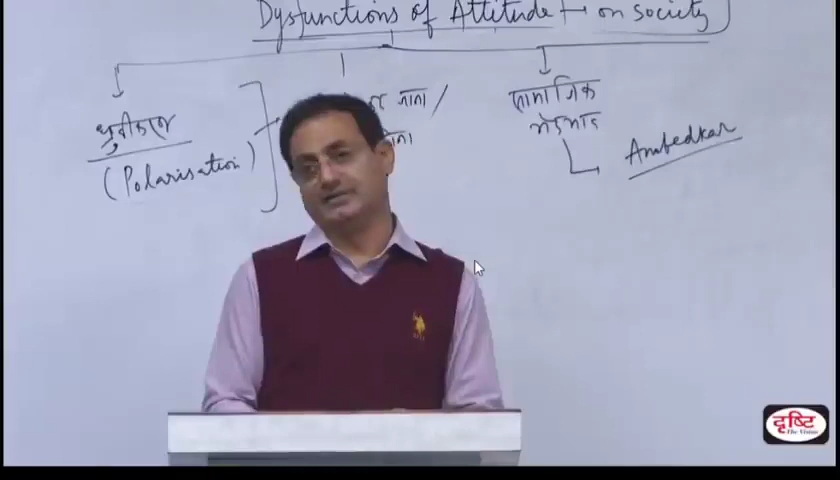 Dysfunctions of Attitude → on society
ध्रुवीकरण
(Polarisation)
जाना /
सामाजिक
भेदभाव
Ambedkar
दृष्टि
The Vision